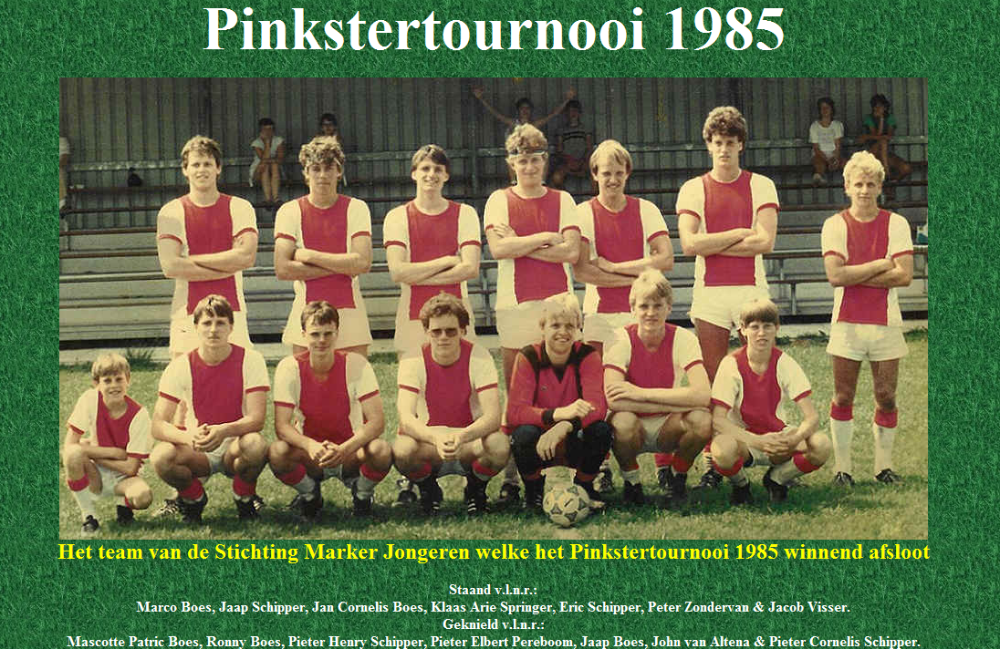 Pinkstertournooi 1985
Het team van de Stichting Marker Jongeren welke het Pinkstertournooi 1985 winnend afsloot
Staand v.l.n.r.:
Marco Boes, Jaap Schipper, Jan Cornelis Boes, Klaas Arie Springer, Eric Schipper, Peter Zondervan & Jacob Visser.
Geknield v.l.n.r.:
Mascotte Patric Boes, Ronny Boes, Pieter Henry Schipper, Pieter Elbert Pereboom, Jaap Boes, John van Altena & Pieter Cornelis Schipper.